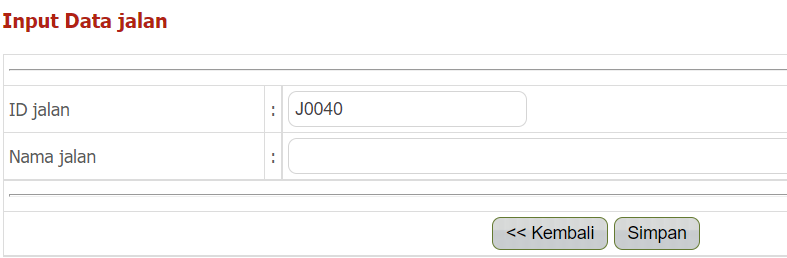 Input Data jalan
ID jalan : J0040
Nama jalan :
<< Kembali Simpan